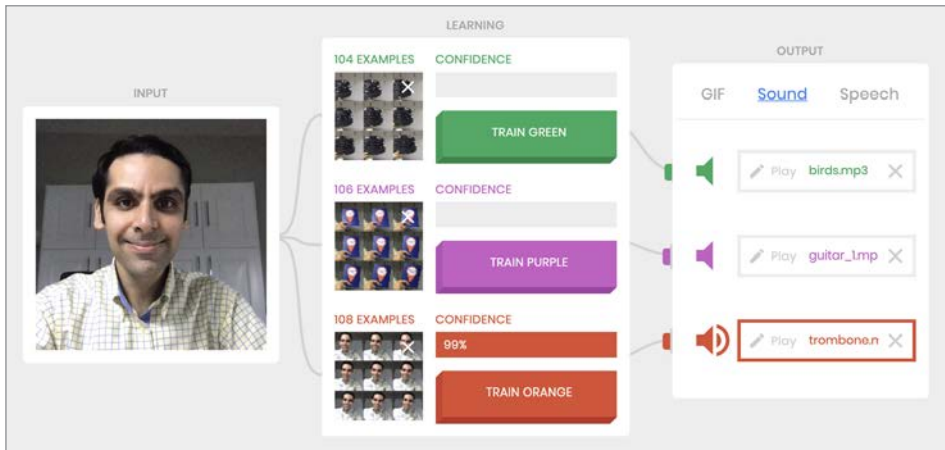 LEARNING
OUTPUT
INPUT
104 EXAMPLES CONFIDENCE
TRAIN GREEN
106 EXAMPLES CONFIDENCE
TRAIN PURPLE
108 EXAMPLES CONFIDENCE
99%
TRAIN ORANGE
GIF Sound Speech
Play birds.mp3
Play guitar_1.mp
Play trombone.n